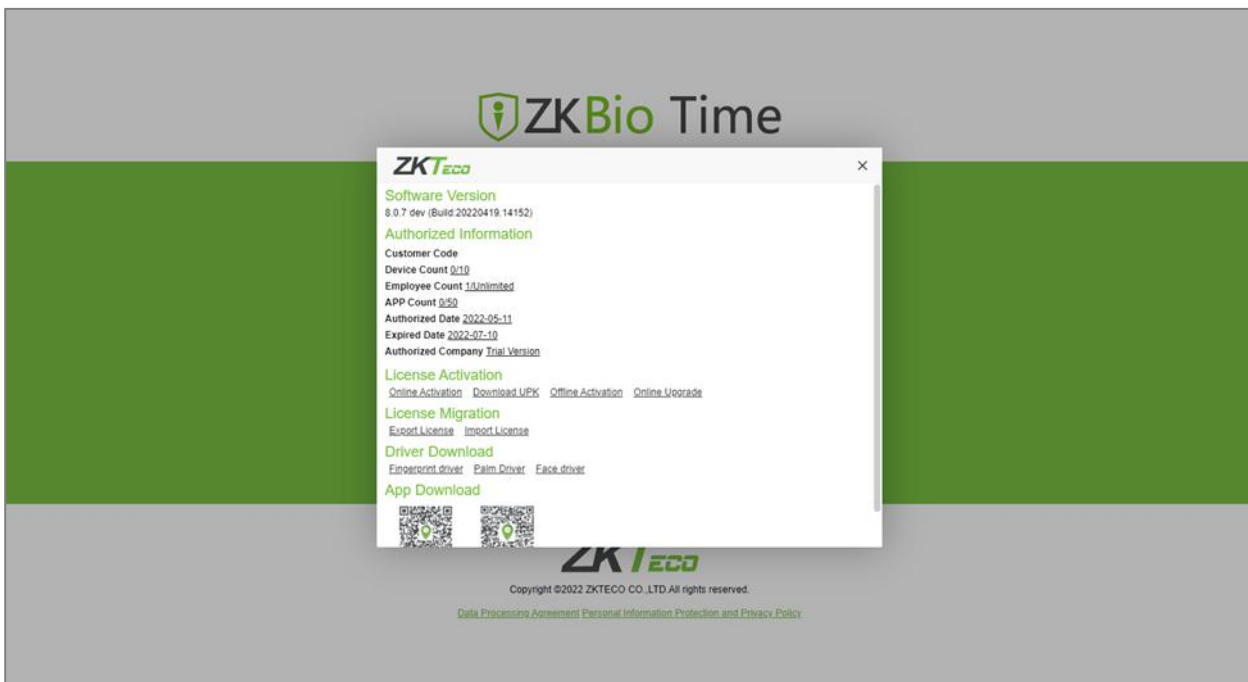 ZKBio Time
ZKTECO
Software Version
8.0.7 dev (Build:20220419.14152)
Authorized Information
Customer Code
Device Count 0/10
Employee Count 1/Unlimited
APP Count 0/50
Authorized Date 2022-05-11
Expired Date 2022-07-10
Authorized Company Trial Version
License Activation
Online Activation Download UPK Offline Activation Online Upgrade
License Migration
Export License Import License
Driver Download
Fingerprint driver Palm Driver Face driver
App Download
ZKTECO
Copyright ©2022 ZKTECO CO.,LTD.All rights reserved.
Data Processing Agreement Personal Information Protection and Privacy Policy